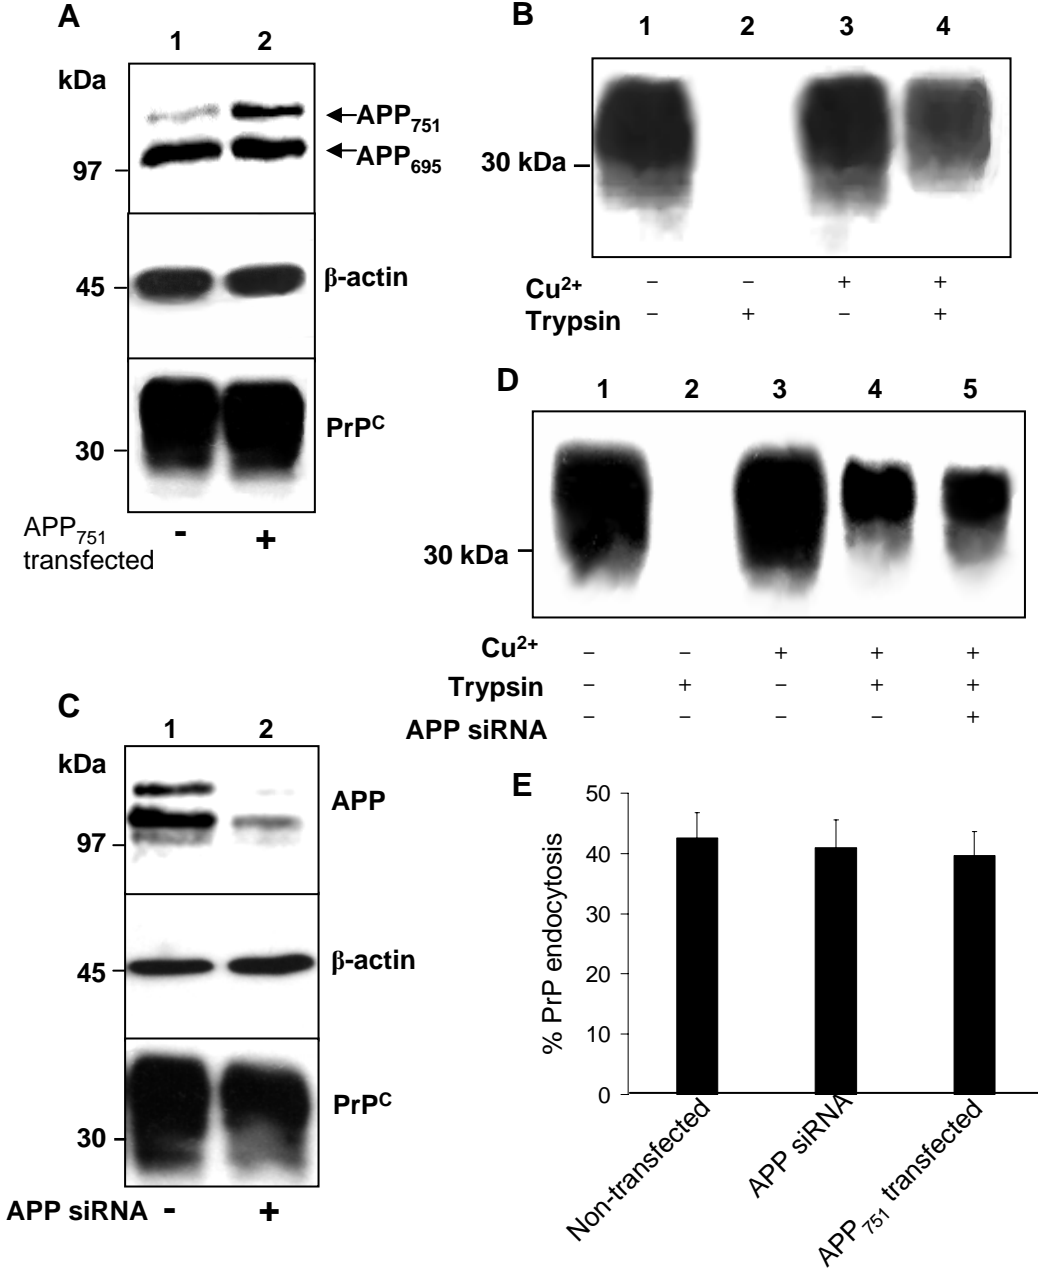 A
1 2
kDa
APP751
APP695
97
45
β-actin
30
PrPC
APP751 - +
transfected
B
1 2 3 4
30 kDa
Cu2+ − − + +
Trypsin − + − +
C
1 2
kDa
APP
97
45
β-actin
PrPC
30
APP siRNA - +
D
1 2 3 4 5
30 kDa
Cu2+ − − + + +
Trypsin − + − + +
APP siRNA − − − − +
E
% PrP endocytosis
50
40
30
20
10
0
Non-transfected
APP siRNA
APP751 transfected